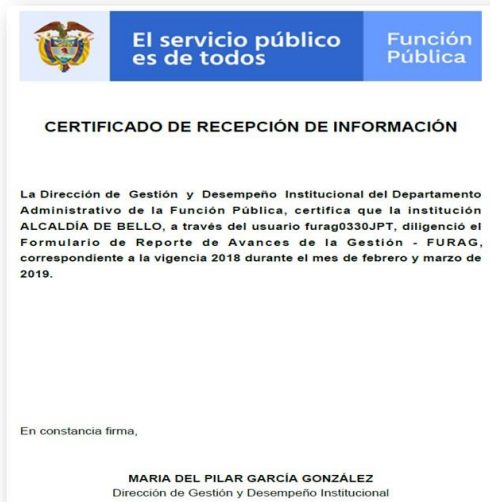 El servicio público
es de todos
Función
Pública
CERTIFICADO DE RECEPCIÓN DE INFORMACIÓN
La Dirección de Gestión y Desempeño Institucional del Departamento
Administrativo de la Función Pública, certifica que la institución
ALCALDÍA DE BELLO, a través del usuario furag0330JPT, diligenció el
Formulario de Reporte de Avances de la Gestión - FURAG,
correspondiente a la vigencia 2018 durante el mes de febrero y marzo de
2019.
En constancia firma,
MARIA DEL PILAR GARCÍA GONZÁLEZ
Dirección de Gestión y Desempeño Institucional